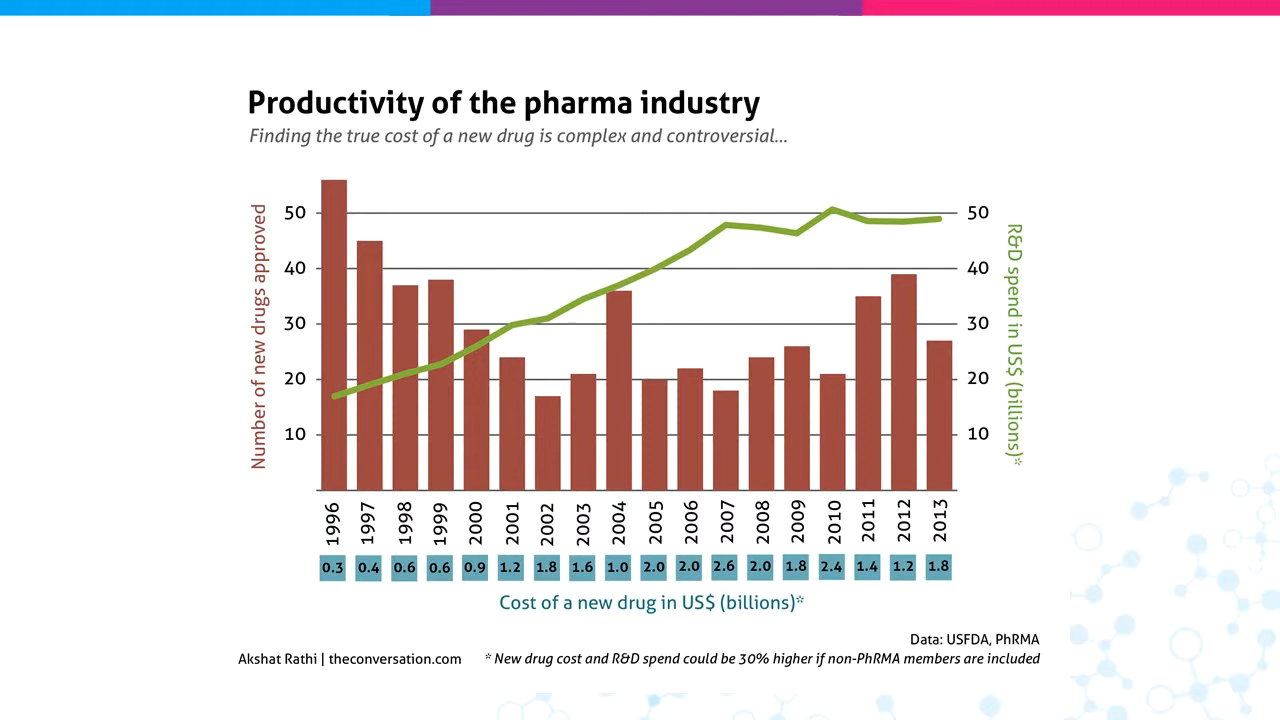 Productivity of the pharma industry
Finding the true cost of a new drug is complex and controversial...
Number of new drugs approved
50
40
30
20
10
50
40
30
20
10
R&D spend in US$ (billions)*
1996 1997 1998 1999 2000 2001 2002 2003 2004 2005 2006 2007 2008 2009 2010 2011 2012 2013
0.3 0.4 0.6 0.6 0.9 1.2 1.8 1.6 1.0 2.0 2.0 2.6 2.0 1.8 2.4 1.4 1.2 1.8
Cost of a new drug in US$ (billions)*
Data: USFDA, PhRMA
Akshat Rathi | theconversation.com
* New drug cost and R&D spend could be 30% higher if non-PhRMA members are included